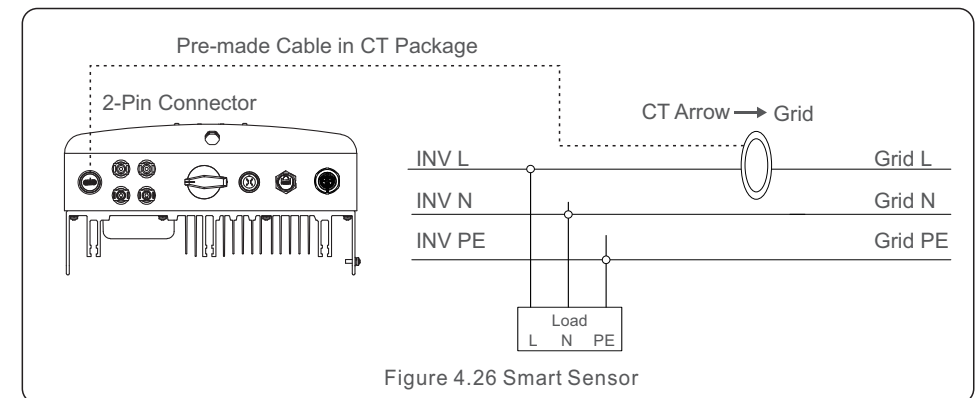 Pre-made Cable in CT Package
2-Pin Connector
CT Arrow → Grid
INV L
Grid L
INV N
Grid N
INV PE
Grid PE
Load
L N PE
Figure 4.26 Smart Sensor